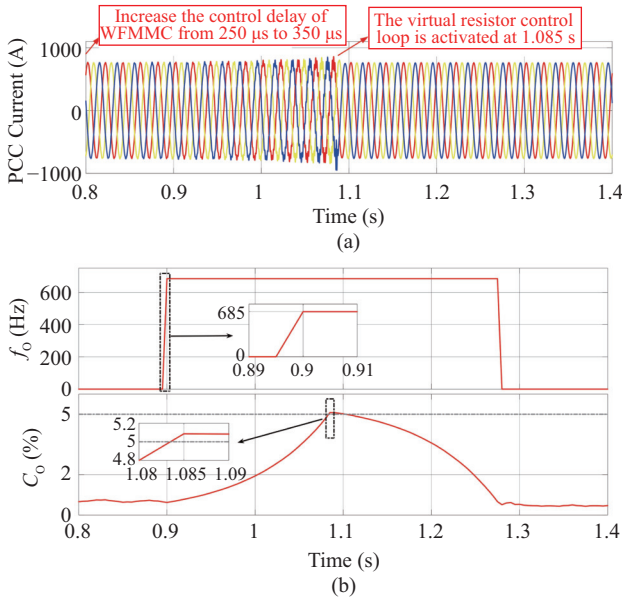 Increase the control delay of
WFMMC from 250 μs to 350 μs
The virtual resistor control
loop is activated at 1.085 s
PCC Current (A)
1000
0
−1000
0.8 0.9 1 1.1 1.2 1.3 1.4
Time (s)
(a)
fo (Hz)
600
400
200
0
685
0
0.89 0.9 0.91
Co (%)
5
2
0
5.2
5
4.8
1.08 1.085 1.09
0.8 0.9 1 1.1 1.2 1.3 1.4
Time (s)
(b)